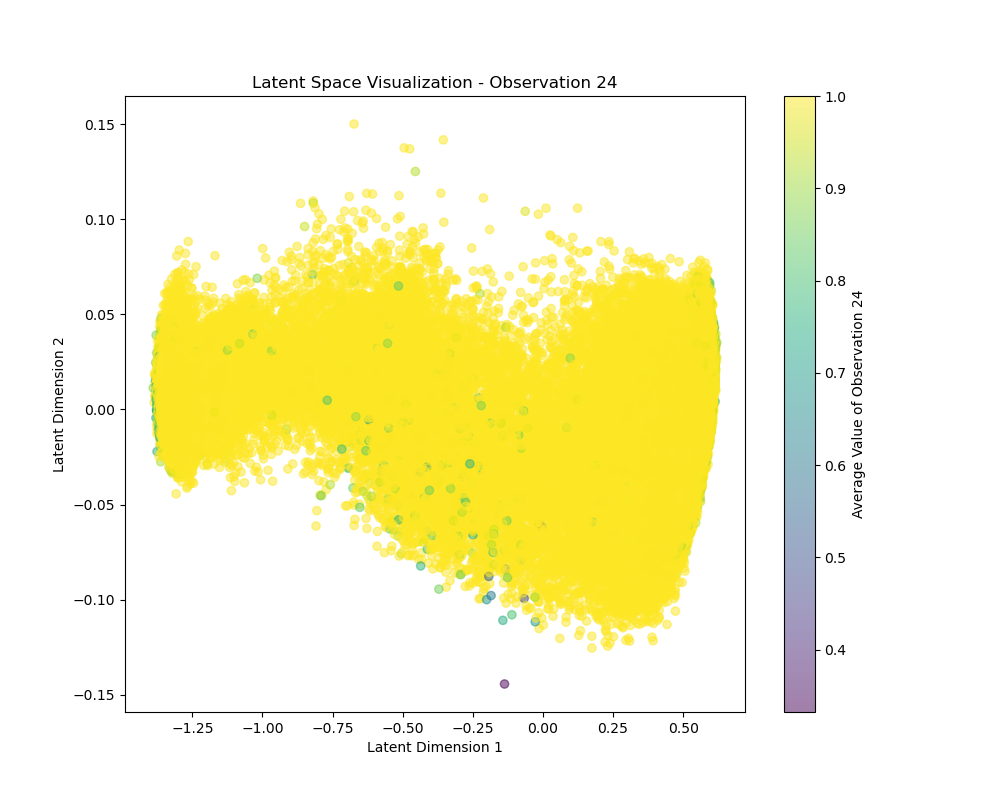 Latent Space Visualization - Observation 24
0.15
0.10
0.05
0.00
−0.05
−0.10
−0.15
Latent Dimension 2
−1.25 −1.00 −0.75 −0.50 −0.25 0.00 0.25 0.50
Latent Dimension 1
1.0
0.9
0.8
0.7
0.6
0.5
0.4
Average Value of Observation 24